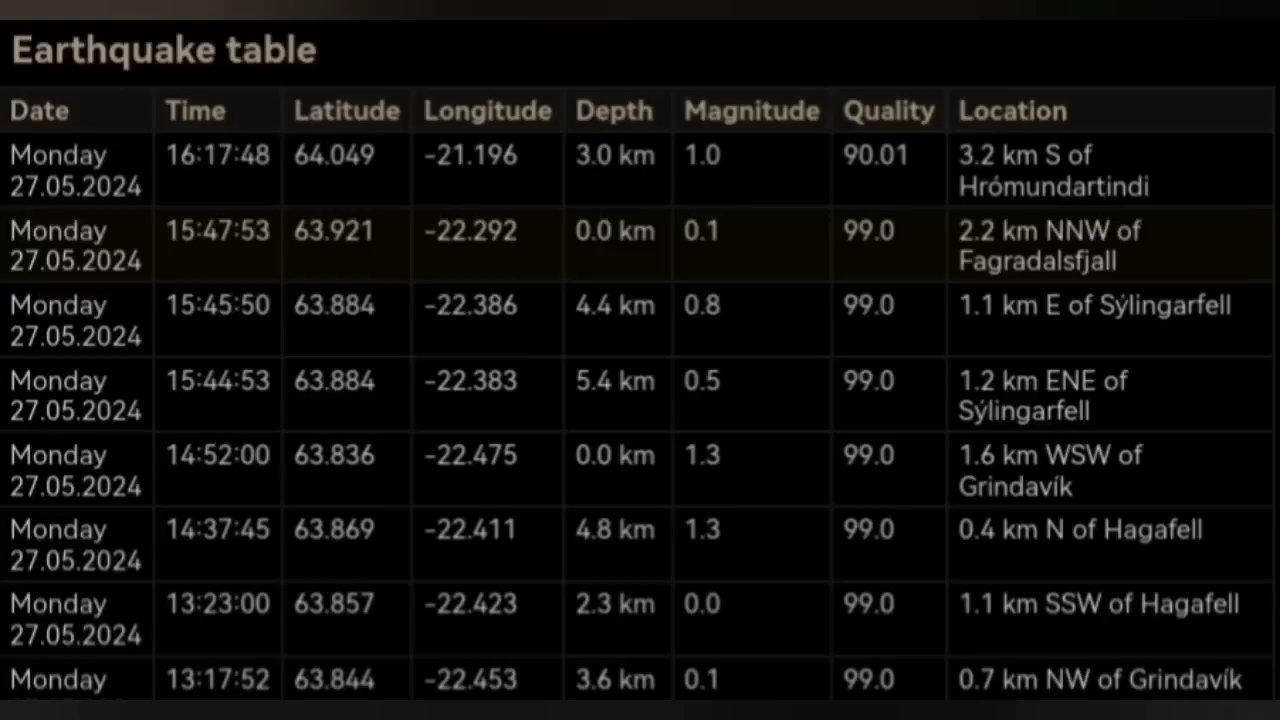 Earthquake table
Date Time Latitude Longitude Depth Magnitude Quality Location
Monday 16:17:48 64.049 -21.196 3.0 km 1.0 90.01 3.2 km S of
27.05.2024 Hrómundartindi
Monday 15:47:53 63.921 -22.292 0.0 km 0.1 99.0 2.2 km NNW of
27.05.2024 Fagradalsfjall
Monday 15:45:50 63.884 -22.386 4.4 km 0.8 99.0 1.1 km E of Sýlingarfell
27.05.2024
Monday 15:44:53 63.884 -22.383 5.4 km 0.5 99.0 1.2 km ENE of
27.05.2024 Sýlingarfell
Monday 14:52:00 63.836 -22.475 0.0 km 1.3 99.0 1.6 km WSW of
27.05.2024 Grindavík
Monday 14:37:45 63.869 -22.411 4.8 km 1.3 99.0 0.4 km N of Hagafell
27.05.2024
Monday 13:23:00 63.857 -22.423 2.3 km 0.0 99.0 1.1 km SSW of Hagafell
27.05.2024
Monday 13:17:52 63.844 -22.453 3.6 km 0.1 99.0 0.7 km NW of Grindavík